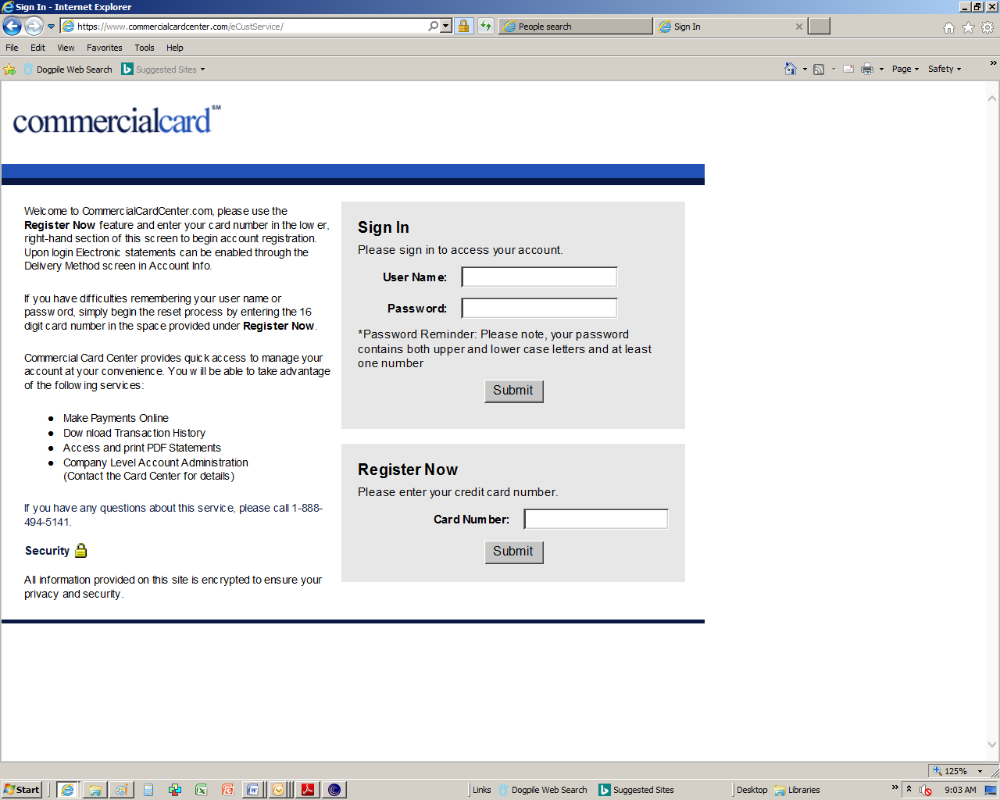 Sign In - Internet Explorer
https://www.commercialcardcenter.com/eCustService/
People search
Sign In
File Edit View Favorites Tools Help
Dogpile Web Search
Suggested Sites
Page
Safety
commercialcard℠
Welcome to CommercialCardCenter.com, please use the
Register Now feature and enter your card number in the lower,
right-hand section of this screen to begin account registration.
Upon login Electronic statements can be enabled through the
Delivery Method screen in Account Info.
If you have difficulties remembering your user name or
password, simply begin the reset process by entering the 16
digit card number in the space provided under Register Now.
Commercial Card Center provides quick access to manage your
account at your convenience. You will be able to take advantage
of the following services:
● Make Payments Online
● Download Transaction History
● Access and print PDF Statements
● Company Level Account Administration
(Contact the Card Center for details)
If you have any questions about this service, please call 1-888-
494-5141.
Security
All information provided on this site is encrypted to ensure your
privacy and security.
Sign In
Please sign in to access your account.
User Name:
Password:
*Password Reminder: Please note, your password
contains both upper and lower case letters and at least
one number
Submit
Register Now
Please enter your credit card number.
Card Number:
Submit
125%
Start
Links
Dogpile Web Search
Suggested Sites
Desktop
Libraries
9:03 AM